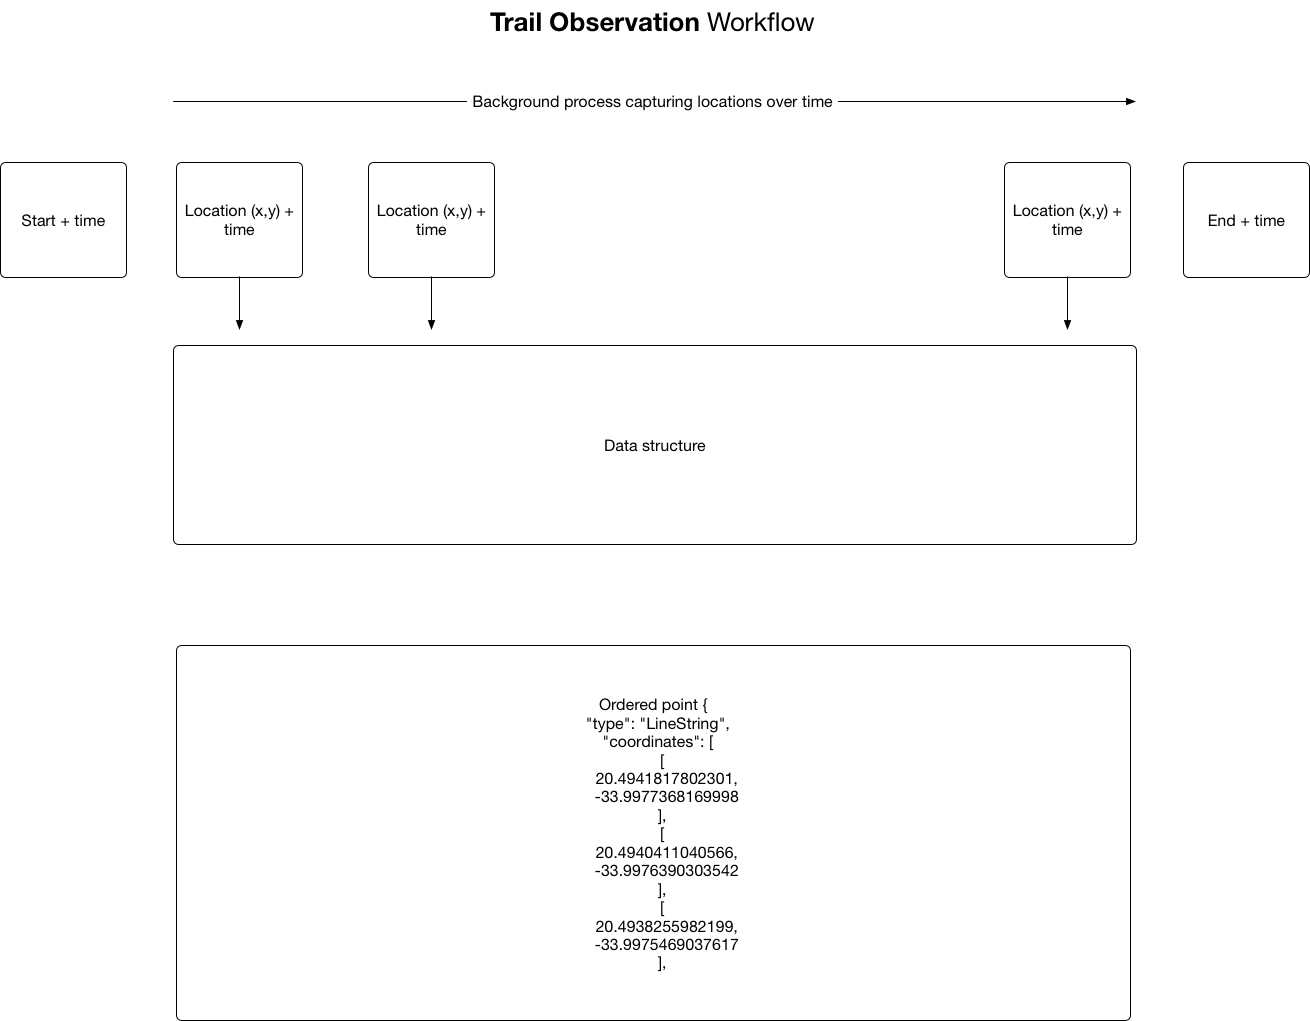 Trail Observation Workflow
Background process capturing locations over time
Start + time
Location (x,y) +
time
Location (x,y) +
time
Location (x,y) +
time
End + time
Data structure
Ordered point {
"type": "LineString",
"coordinates": [
[
20.4941817802301,
-33.9977368169998
],
[
20.4940411040566,
-33.9976390303542
],
[
20.4938255982199,
-33.9975469037617
],